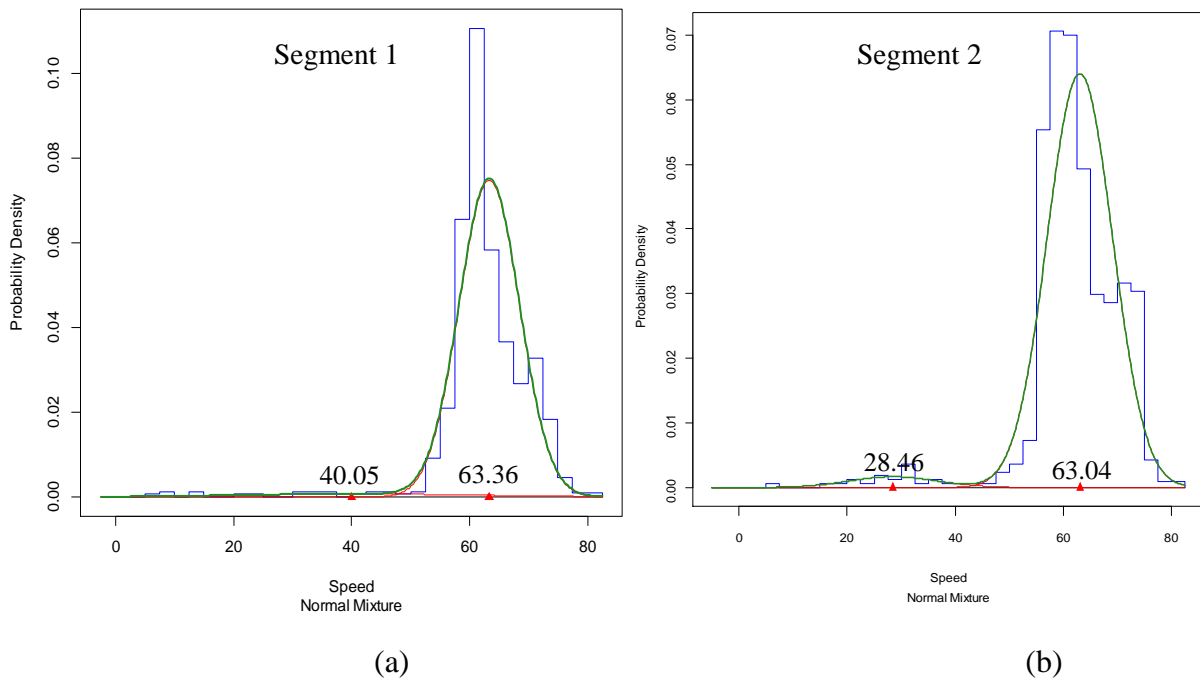 Segment 1
Probability Density
0.00
0.02
0.04
0.06
0.08
0.10
40.05
63.36
0
20
40
60
80
Speed
Normal Mixture
(a)
Segment 2
Probability Density
0.00
0.01
0.02
0.03
0.04
0.05
0.06
0.07
28.46
63.04
0
20
40
60
80
Speed
Normal Mixture
(b)